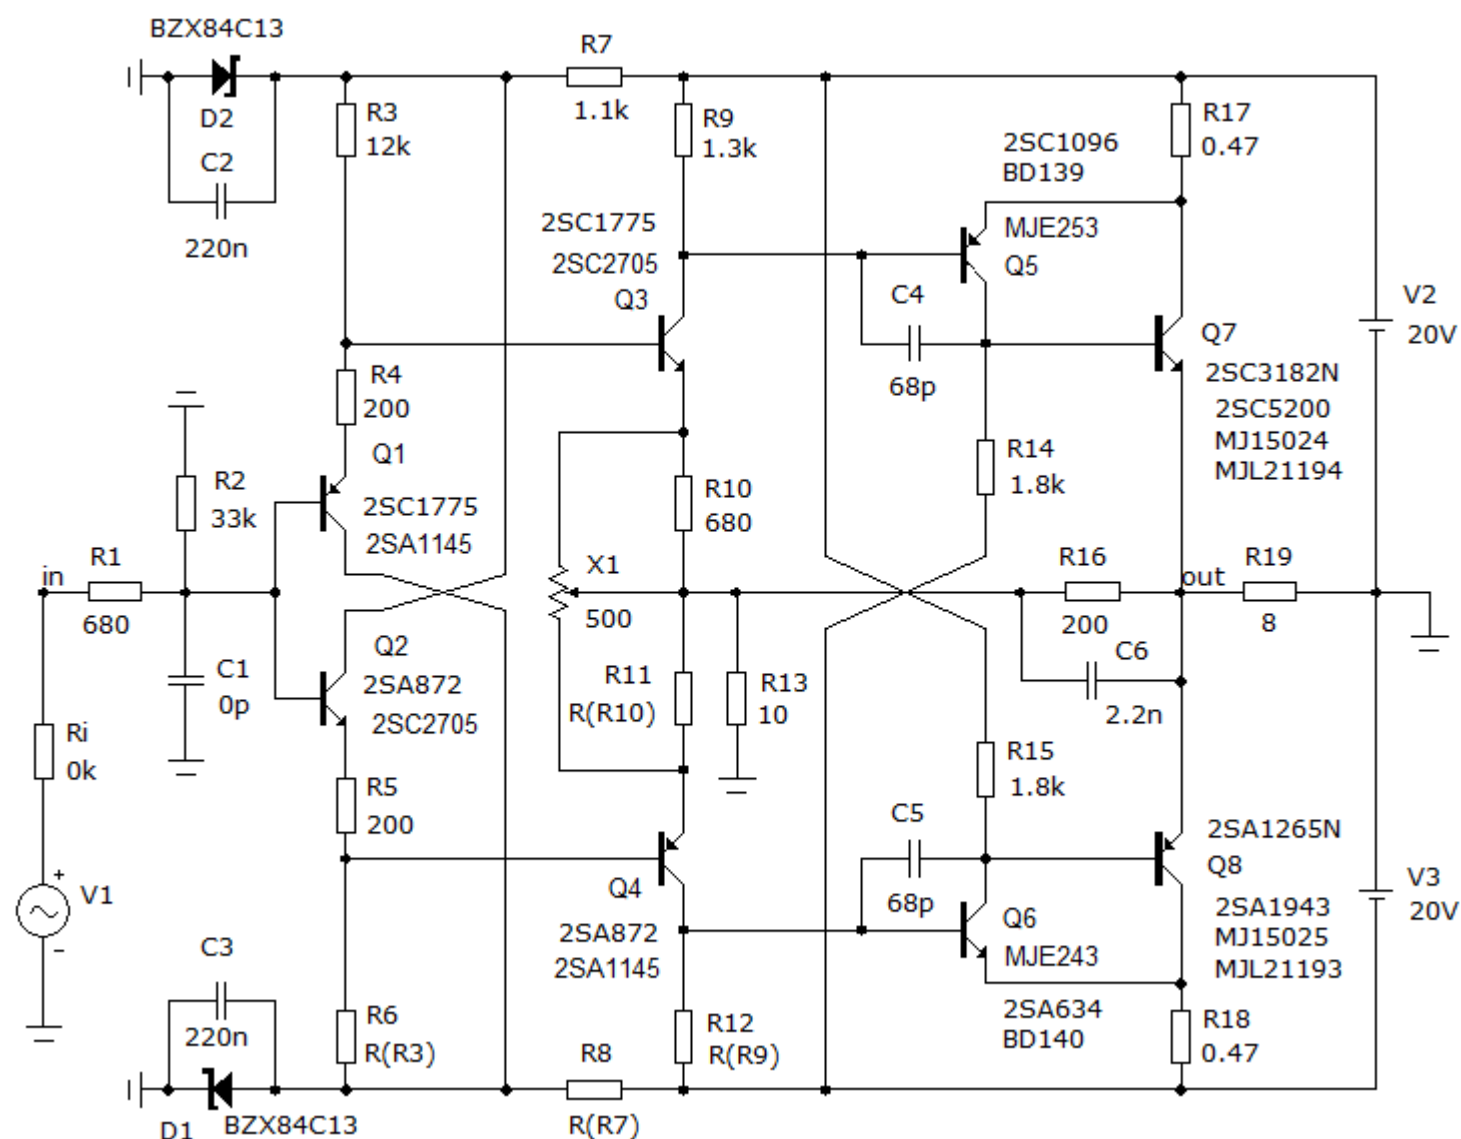 BZX84C13
R7
D2
1.1k
R3
12k
R9
1.3k
R17
0.47
2SC1096
BD139
C2
220n
2SC1775
2SC2705
Q3
MJE253
Q5
C4
68p
V2
20V
Q7
2SC3182N
2SC5200
MJ15024
MJL21194
R4
200
Q1
R14
1.8k
R2
33k
2SC1775
2SA1145
R10
680
R1
in
680
X1
500
R16
200
out
R19
8
C6
2.2n
Q2
2SA872
2SC2705
C1
0p
R11
R(R10)
R13
10
Ri
0k
R15
1.8k
R5
200
C5
68p
2SA1265N
Q8
V1
+
-
Q4
2SA872
2SA1145
Q6
MJE243
2SA634
BD140
2SA1943
MJ15025
MJL21193
V3
20V
C3
220n
R6
R(R3)
R12
R(R9)
R18
0.47
R8
R(R7)
D1
BZX84C13